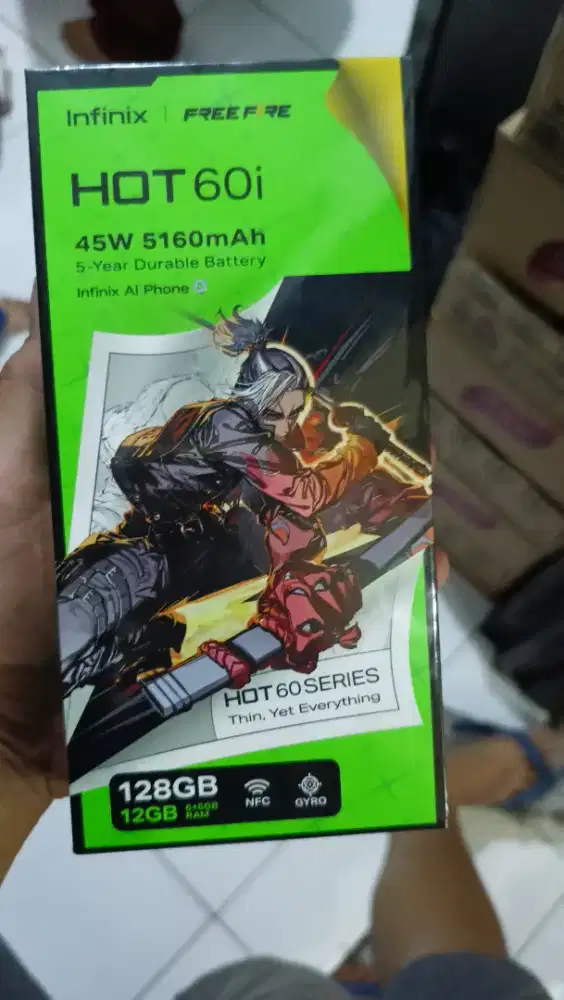 Infinix | FREE FIRE
HOT 60i
45W 5160mAh
5-Year Durable Battery
Infinix AI Phone
HOT 60 SERIES
Thin, Yet Everything
128GB
12GB 6+6GB RAM
NFC
GYRO